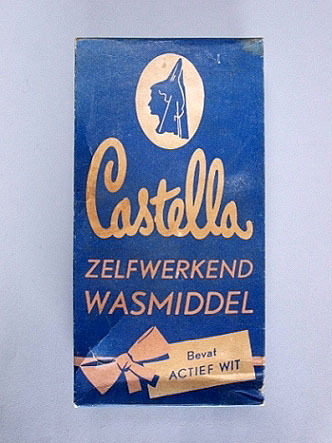 Castella
ZELFWERKEND
WASMIDDEL
Bevat
ACTIEF WIT